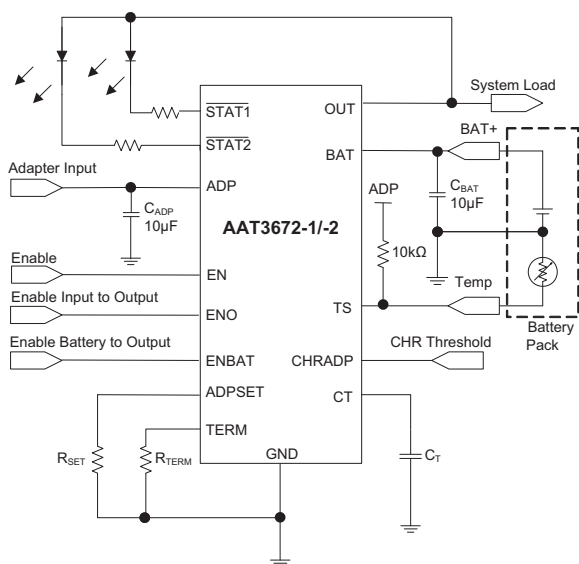 System Load
STAT1
OUT
STAT2
BAT+
BAT
Adapter Input
ADP
ADP
C_ADP
10µF
AAT3672-1/-2
C_BAT
10µF
10kΩ
Enable
EN
Temp
Enable Input to Output
ENO
TS
Battery
Pack
Enable Battery to Output
ENBAT
CHRADP
CHR Threshold
ADPSET
CT
TERM
R_SET
R_TERM
GND
C_T